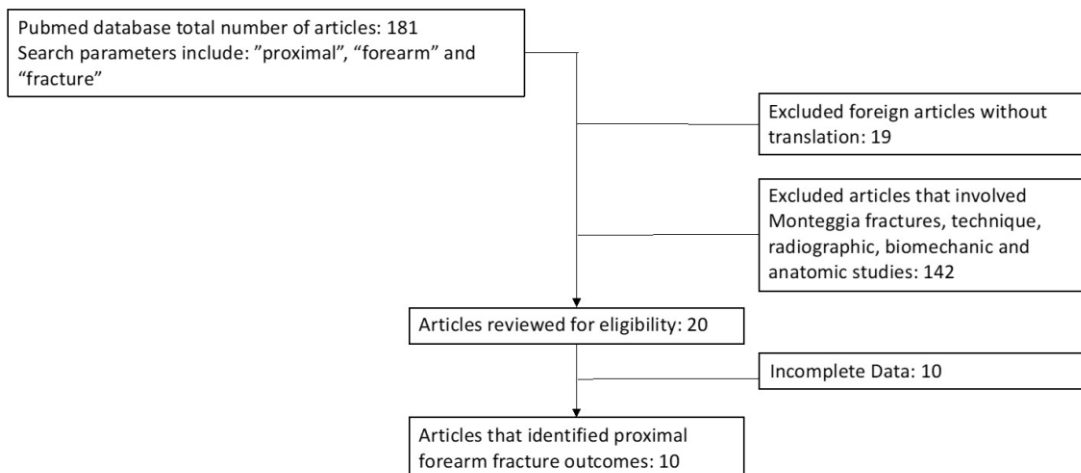 Pubmed database total number of articles: 181
Search parameters include: ”proximal”, “forearm” and
“fracture”
Excluded foreign articles without
translation: 19
Excluded articles that involved
Monteggia fractures, technique,
radiographic, biomechanic and
anatomic studies: 142
Articles reviewed for eligibility: 20
Incomplete Data: 10
Articles that identified proximal
forearm fracture outcomes: 10